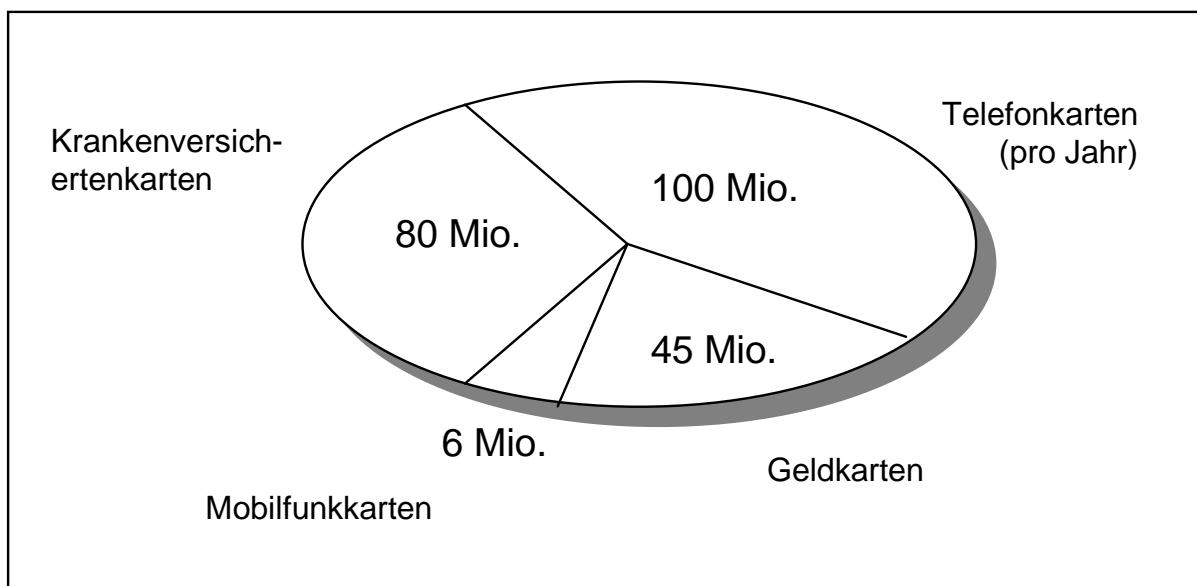 Telefonkarten
(pro Jahr)
Krankenversich-
ertenkarten
100 Mio.
80 Mio.
45 Mio.
6 Mio.
Geldkarten
Mobilfunkkarten